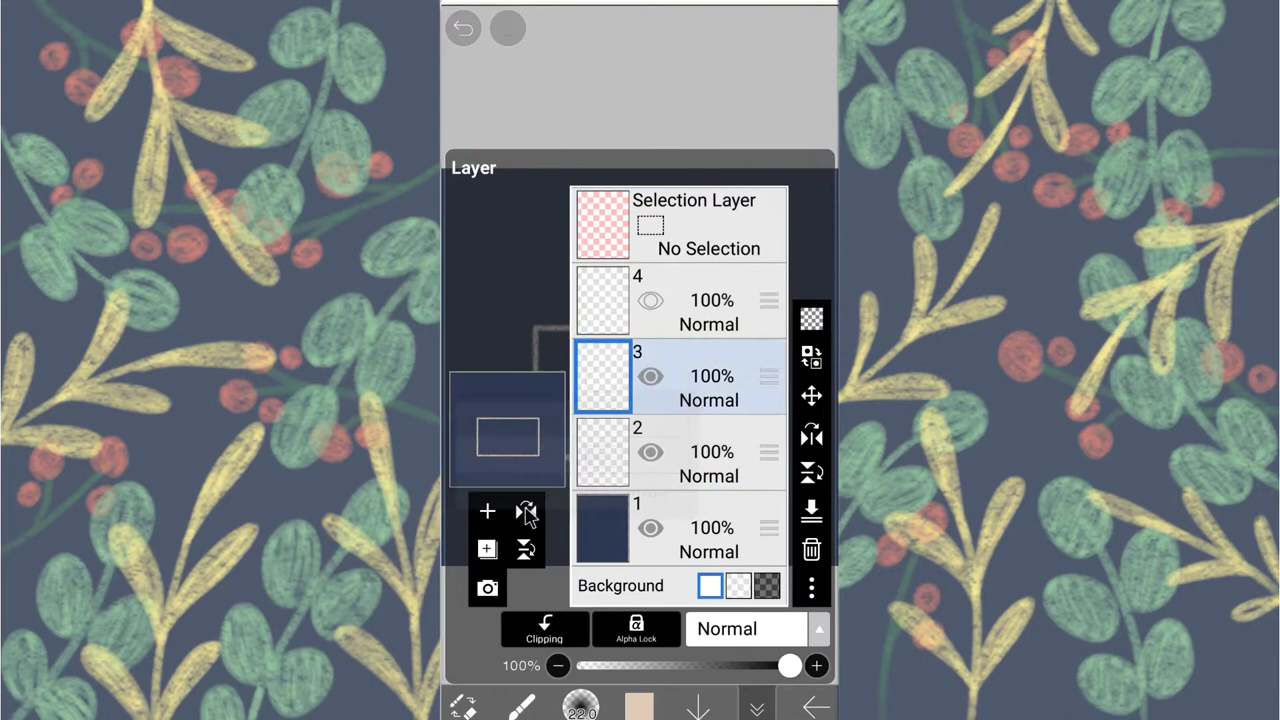 Layer
Selection Layer
No Selection
4
100%
Normal
3
100%
Normal
2
100%
Normal
1
100%
Normal
Background
Clipping
α
Alpha Lock
Normal
100%
22.0